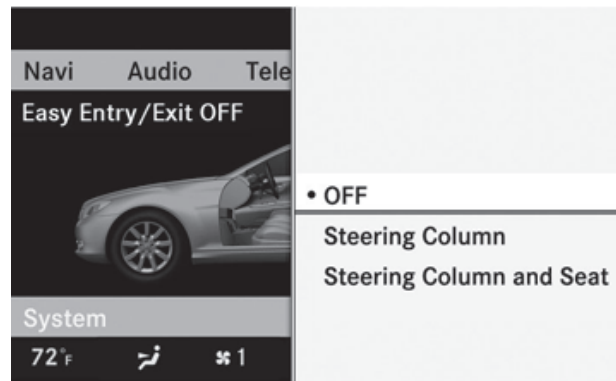 Navi Audio Tele
Easy Entry/Exit OFF
• OFF
Steering Column
Steering Column and Seat
System
72°F 1